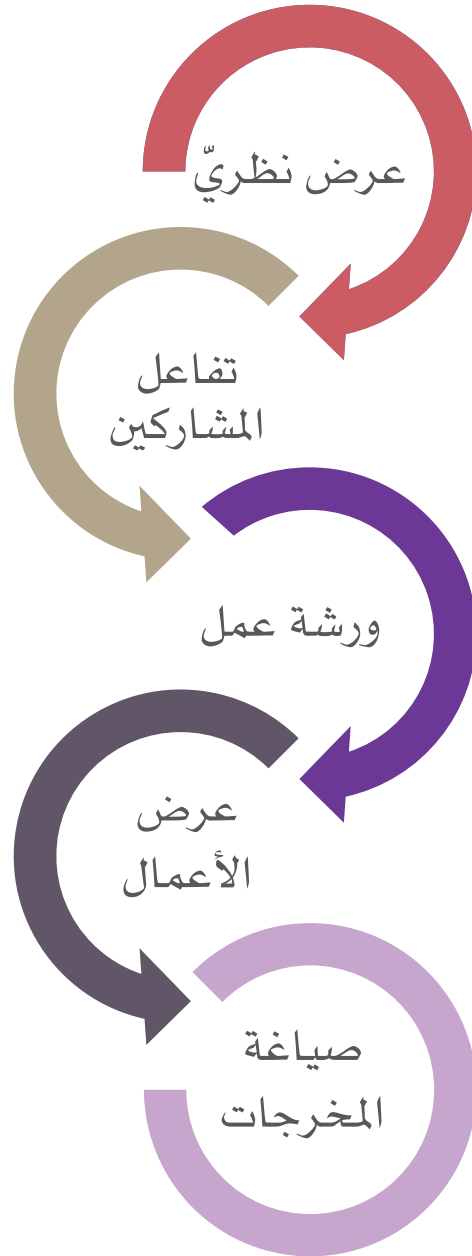 عرض نظريّ
تفاعل
المشاركين
ورشة عمل
عرض
الأعمال
صياغة
المخرجات